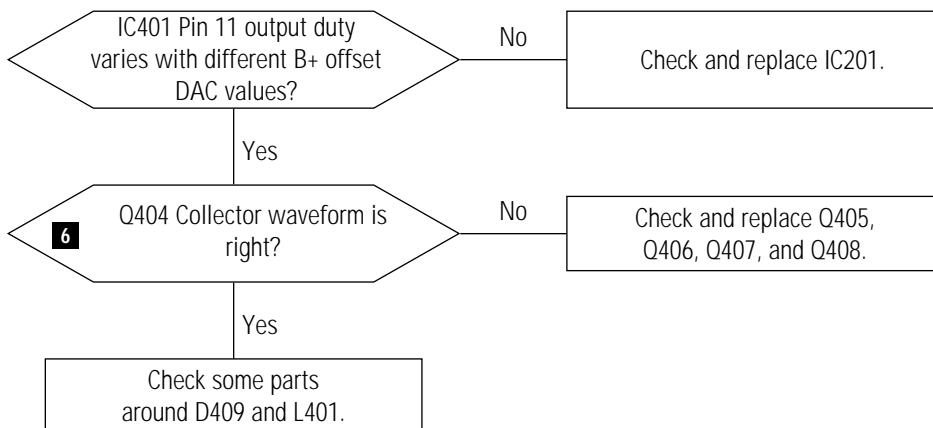 IC401 Pin 11 output duty
varies with different B+ offset
DAC values?
No
Check and replace IC201.
Yes
6
Q404 Collector waveform is
right?
No
Check and replace Q405,
Q406, Q407, and Q408.
Yes
Check some parts
around D409 and L401.